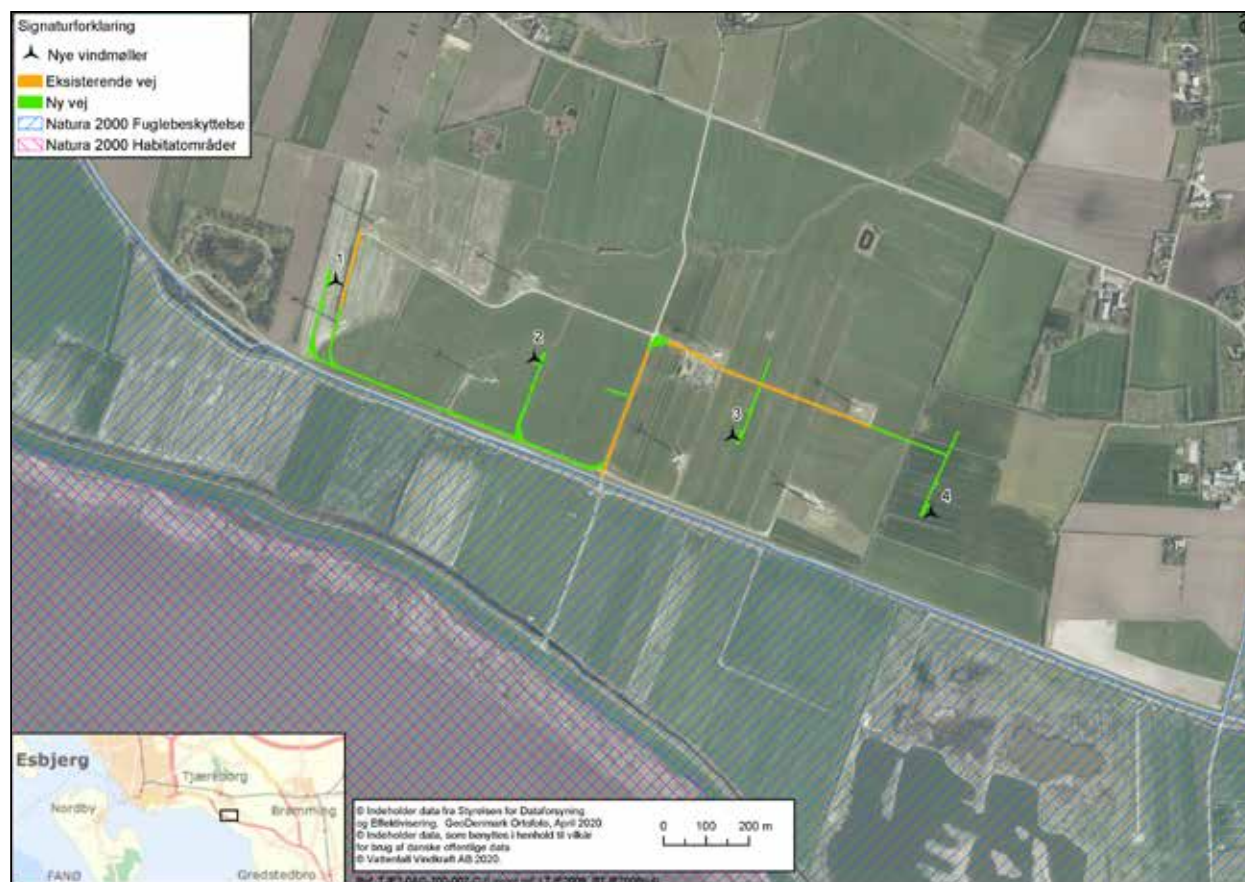 Signaturforklaring
Nye vindmøller
Eksisterende vej
Ny vej
Natura 2000 Fuglebeskyttelse
Natura 2000 Habitatområder
1
2
3
4
Esbjerg
Tjæreborg
Nordby
Bramming
FANØ
Gredstedbro
© Indeholder data fra Styrelsen for Dataforsyning
og Effektivisering, GeoDenmark Ortofoto, April 2020
© Indeholder data, som benyttes i henhold til vilkår
for brug af danske offentlige data
© Vattenfall Vindkraft AB 2020
0 100 200 m